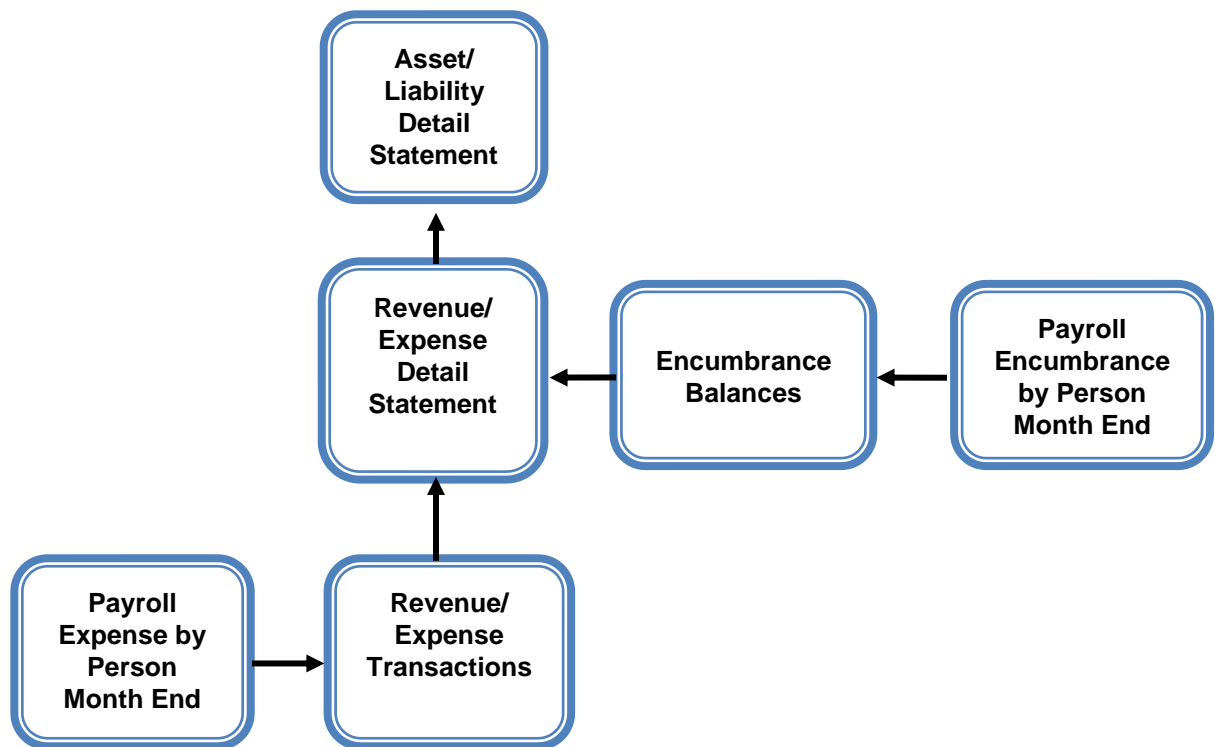 Asset/
Liability
Detail
Statement
Revenue/
Expense
Detail
Statement
Encumbrance
Balances
Payroll
Encumbrance
by Person
Month End
Payroll
Expense by
Person
Month End
Revenue/
Expense
Transactions